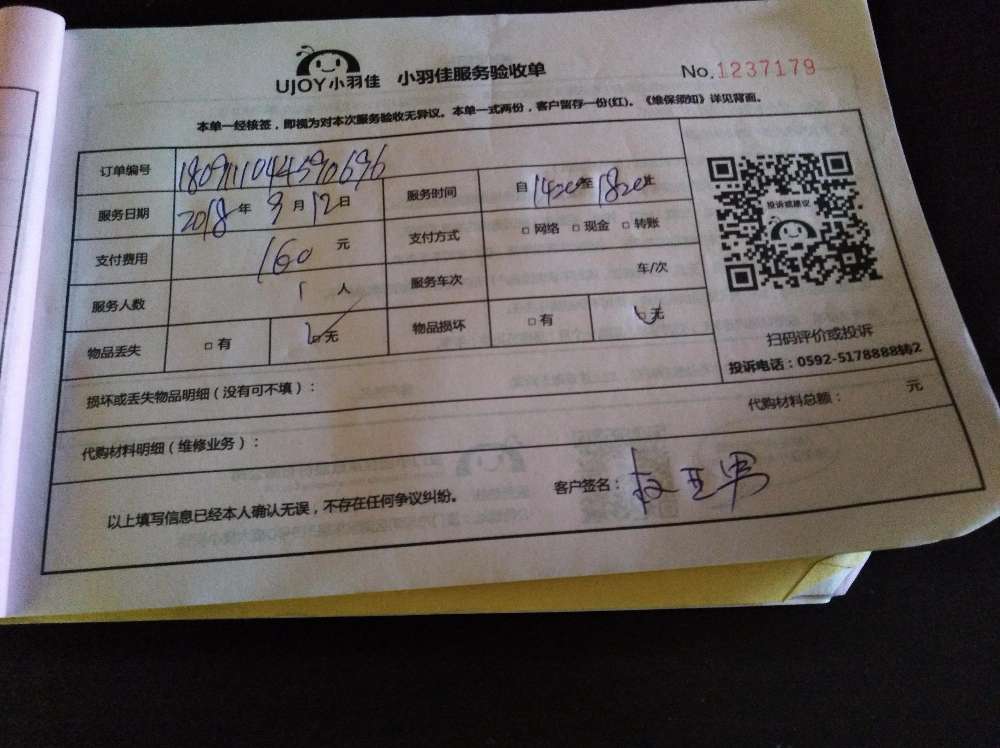 UJOY小羽佳 小羽佳服务验收单 No.1237179
本单一经核签，即视为对本次服务验收无异议。本单一式两份，客户留存一份(红)。《维保须知》详见背面。
订单编号
服务日期 2018年 9月 12日 服务时间 自 至
支付费用 160 元 支付方式 □ 网络 □ 现金 □ 转账
服务人数 1 人 服务车次 车/次
物品丢失 □ 有 □ 无 物品损坏 □ 有 □ 无
投诉或建议
扫码评价或投诉
投诉电话：0592-5178888转2
损坏或丢失物品明细（没有可不填）：
代购材料明细（维修业务）： 代购材料总额： 元
以上填写信息已经本人确认无误，不存在任何争议纠纷。 客户签名：